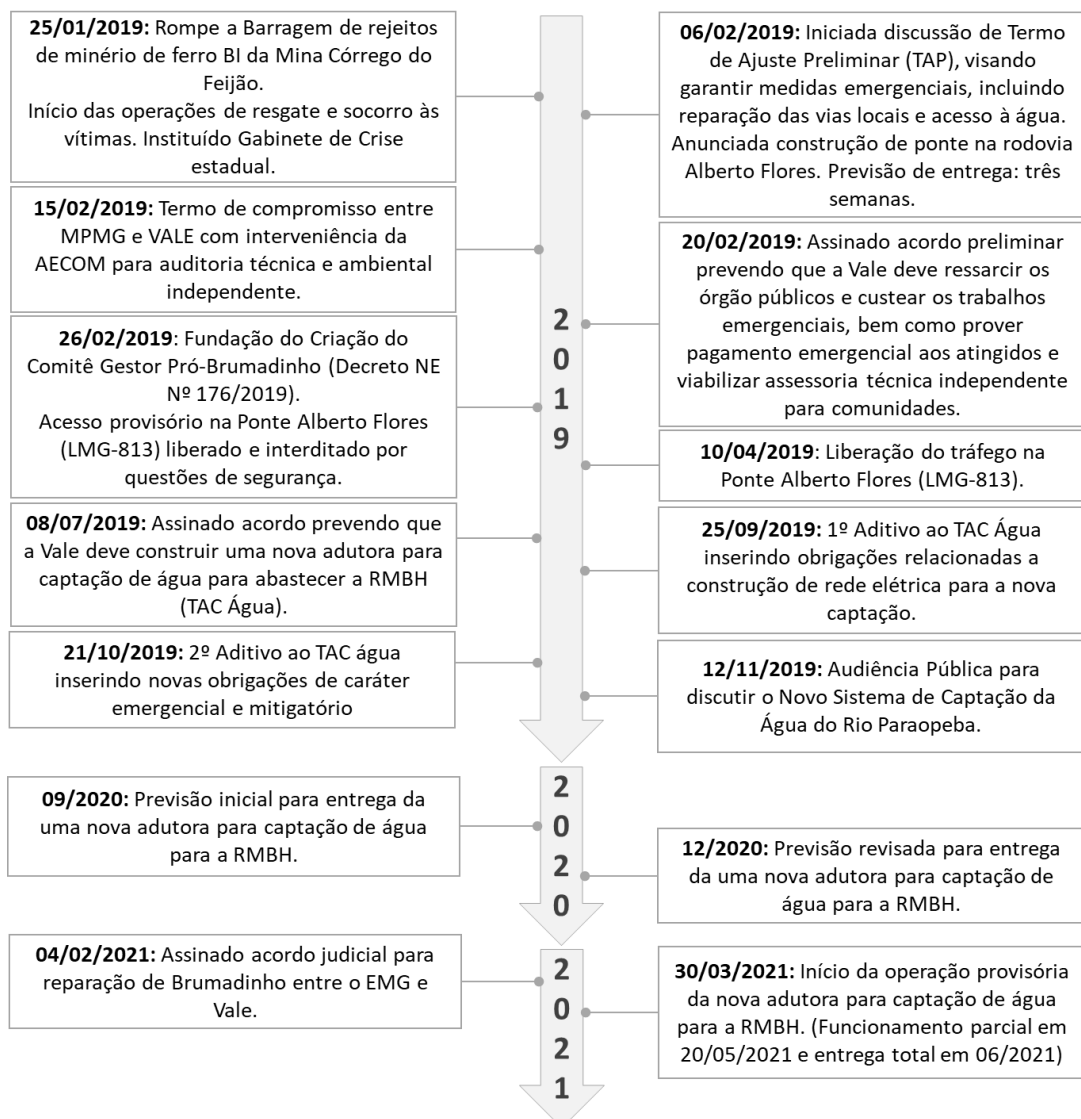 25/01/2019: Rompe a Barragem de rejeitos
de minério de ferro BI da Mina Córrego do
Feijão.
Início das operações de resgate e socorro às
vítimas. Instituído Gabinete de Crise
estadual.
06/02/2019: Iniciada discussão de Termo
de Ajuste Preliminar (TAP), visando
garantir medidas emergenciais, incluindo
reparação das vias locais e acesso à água.
Anunciada construção de ponte na rodovia
Alberto Flores. Previsão de entrega: três
semanas.
15/02/2019: Termo de compromisso entre
MPMG e VALE com interveniência da
AECOM para auditoria técnica e ambiental
independente.
20/02/2019: Assinado acordo preliminar
prevendo que a Vale deve ressarcir os
órgão públicos e custear os trabalhos
emergenciais, bem como prover
pagamento emergencial aos atingidos e
viabilizar assessoria técnica independente
para comunidades.
26/02/2019: Fundação do Criação do
Comitê Gestor Pró-Brumadinho (Decreto NE
Nº 176/2019).
Acesso provisório na Ponte Alberto Flores
(LMG-813) liberado e interditado por
questões de segurança.
10/04/2019: Liberação do tráfego na
Ponte Alberto Flores (LMG-813).
08/07/2019: Assinado acordo prevendo que
a Vale deve construir uma nova adutora para
captação de água para abastecer a RMBH
(TAC Água).
25/09/2019: 1º Aditivo ao TAC Água
inserindo obrigações relacionadas a
construção de rede elétrica para a nova
captação.
21/10/2019: 2º Aditivo ao TAC água
inserindo novas obrigações de caráter
emergencial e mitigatório
12/11/2019: Audiência Pública para
discutir o Novo Sistema de Captação da
Água do Rio Paraopeba.
2
0
1
9
09/2020: Previsão inicial para entrega da
uma nova adutora para captação de água
para a RMBH.
12/2020: Previsão revisada para entrega
da uma nova adutora para captação de
água para a RMBH.
2
0
2
0
04/02/2021: Assinado acordo judicial para
reparação de Brumadinho entre o EMG e
Vale.
30/03/2021: Início da operação provisória
da nova adutora para captação de água
para a RMBH. (Funcionamento parcial em
20/05/2021 e entrega total em 06/2021)
2
0
2
1